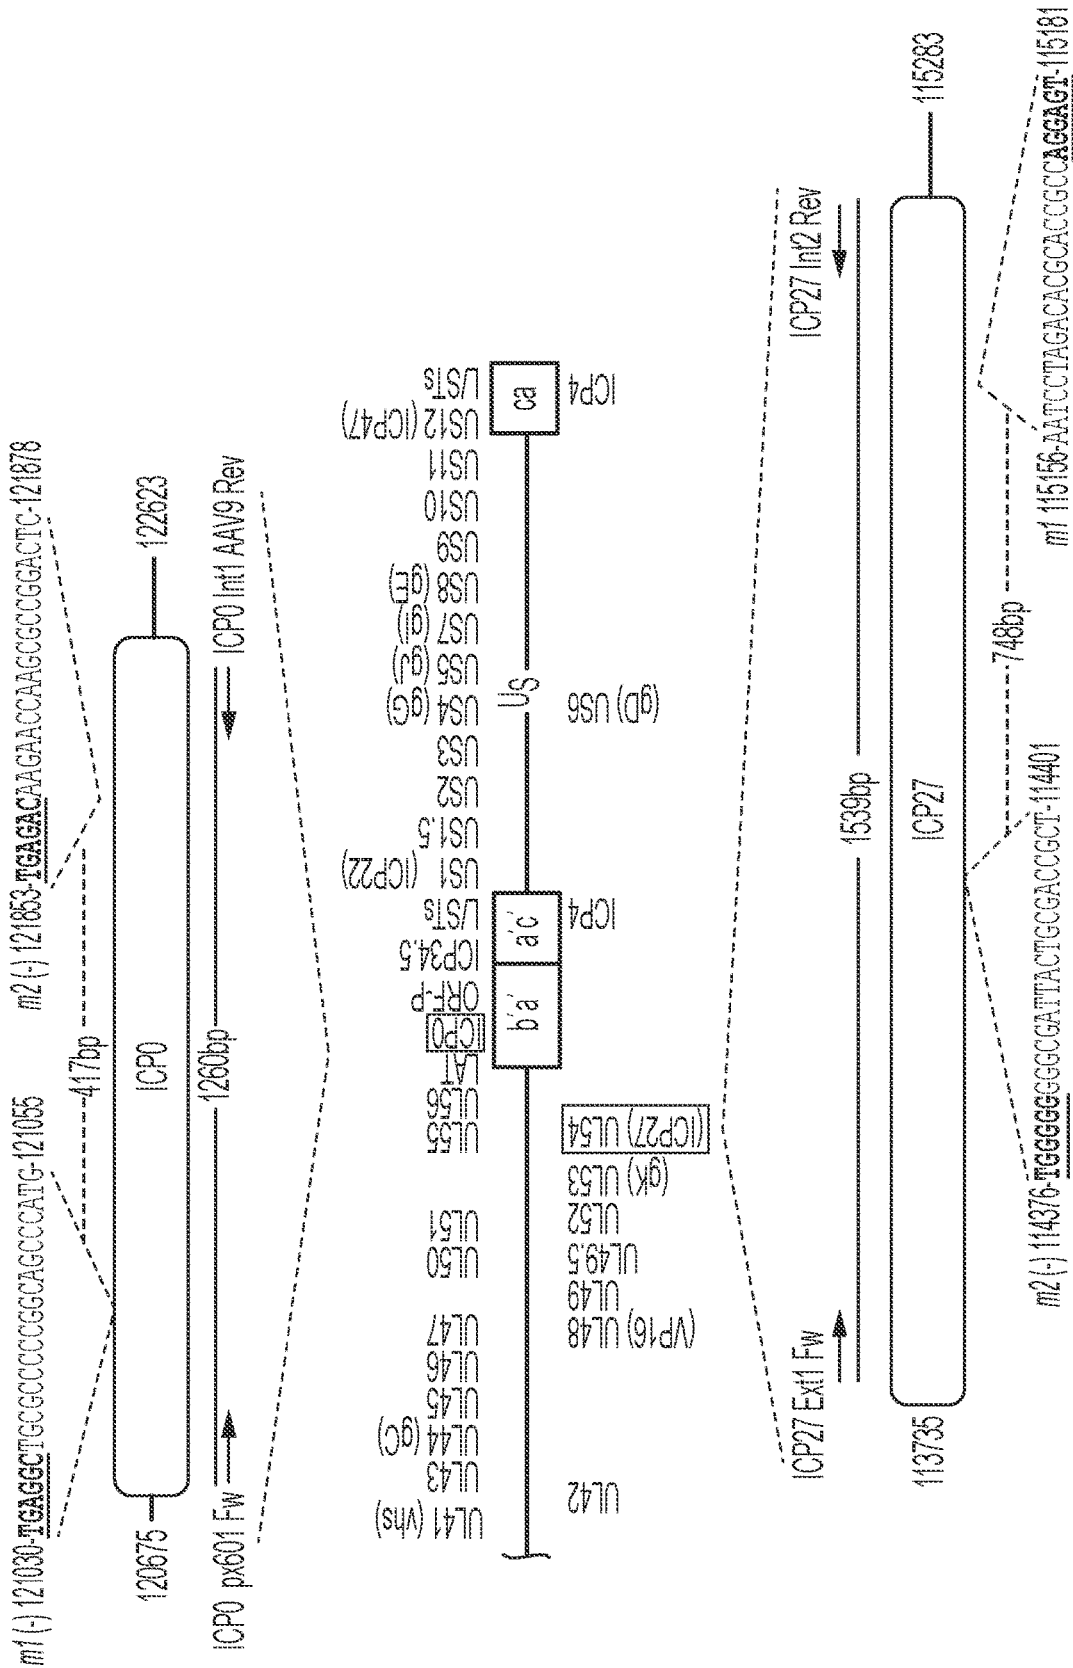 m1 (-) 121030-TGAGGCTGCGCCCCCGGCAGCCCATG-121055
m2 (-) 121853-TGAGACAAGAACCAAGCGCCGGACTC-121878
417bp
120675
ICP0
122623
1260bp
ICP0 px601 Fw
ICP0 Int1 AAV9 Rev
UL41 (vhs)
UL43
UL44 (gC)
UL45
UL46
UL47
UL50
UL51
UL55
UL56
LAT
ICP0
ORF-P
ICP34.5
L/STs
US1 (ICP22)
US1.5
US2
US3
US4 (gG)
US5 (gJ)
US7 (gI)
US8 (gE)
US9
US10
US11
US12 (ICP47)
L/STs
b'a'
a'c'
US
ca
UL42
(VP16) UL48
UL49
UL49.5
UL52
(gK) UL53
(ICP27) UL54
ICP4
(gD) US6
ICP4
ICP27 Ext1 Fw
ICP27 Int2 Rev
1539bp
113735
ICP27
115283
748bp
m2 (-) 114376-TGGGGGGGCGATTACTGCGACCGCT-114401
m1 115156-AATCCTAGACACGCACCGCCAGGAGT-115181